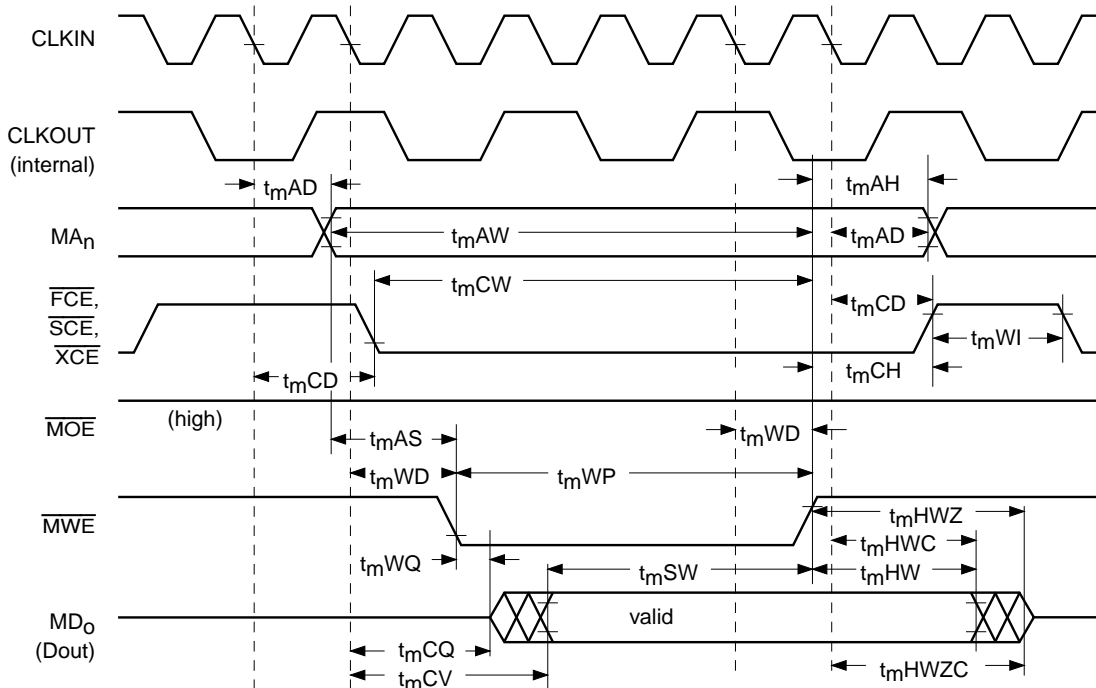 CLKIN
CLKOUT
(internal)
tmAD
tmAH
MAn
tmAW
tmAD
tmCW
FCE,
SCE,
XCE
tmCD
tmWI
tmCH
tmCD
(high)
MOE
tmAS
tmWD
tmWD
tmWP
MWE
tmHWZ
tmHWC
tmWQ
tmSW
tmHW
MDo
(Dout)
valid
tmCQ
tmHWZC
tmCV